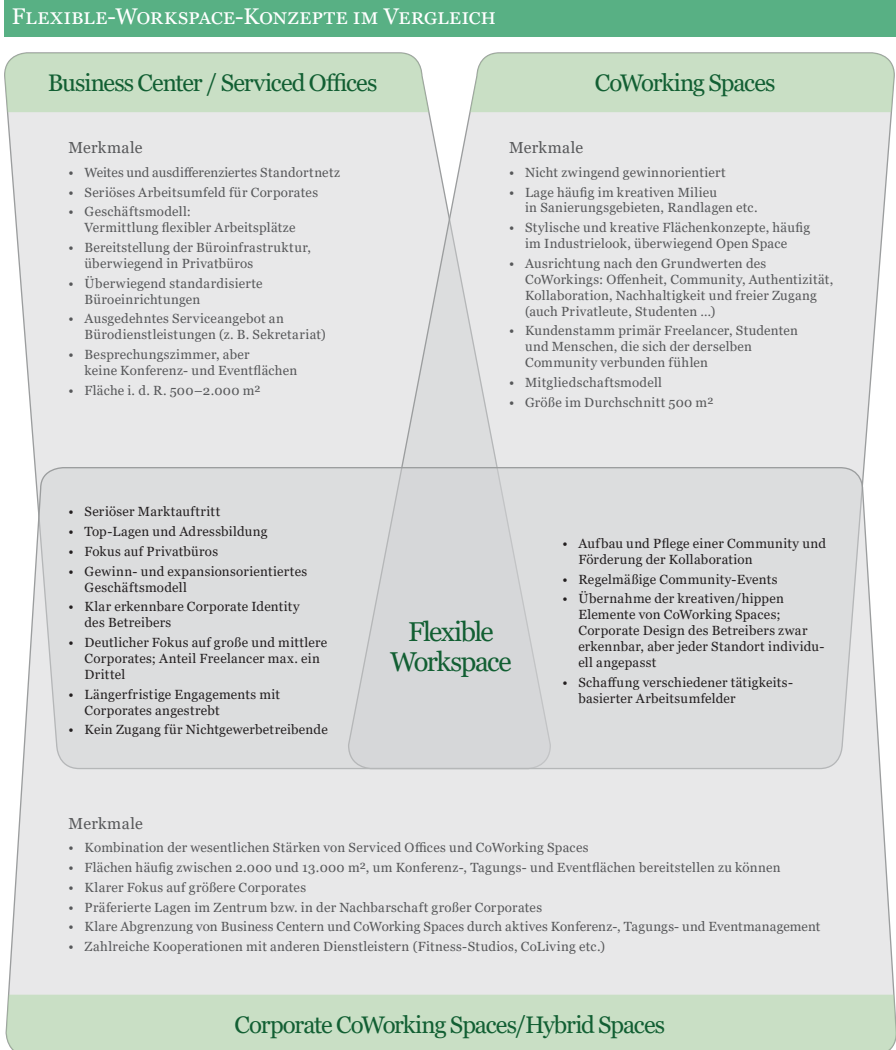 Flexible-Workspace-Konzepte im Vergleich
Business Center / Serviced Offices
Merkmale
• Weites und ausdifferenziertes Standortnetz
• Seriöses Arbeitsumfeld für Corporates
• Geschäftsmodell:
Vermittlung flexibler Arbeitsplätze
• Bereitstellung der Büroinfrastruktur,
überwiegend in Privatbüros
• Überwiegend standardisierte
Büroeinrichtungen
• Ausgedehntes Serviceangebot an
Bürodienstleistungen (z. B. Sekretariat)
• Besprechungszimmer, aber
keine Konferenz- und Eventflächen
• Fläche i. d. R. 500–2.000 m²
CoWorking Spaces
Merkmale
• Nicht zwingend gewinnorientiert
• Lage häufig im kreativen Milieu
in Sanierungsgebieten, Randlagen etc.
• Stylische und kreative Flächenkonzepte, häufig
im Industrielook, überwiegend Open Space
• Ausrichtung nach den Grundwerten des
CoWorkings: Offenheit, Community, Authentizität,
Kollaboration, Nachhaltigkeit und freier Zugang
(auch Privatleute, Studenten ...)
• Kundenstamm primär Freelancer, Studenten
und Menschen, die sich der derselben
Community verbunden fühlen
• Mitgliedschaftsmodell
• Größe im Durchschnitt 500 m²
• Seriöser Marktauftritt
• Top-Lagen und Adressbildung
• Fokus auf Privatbüros
• Gewinn- und expansionsorientiertes
Geschäftsmodell
• Klar erkennbare Corporate Identity
des Betreibers
• Deutlicher Fokus auf große und mittlere
Corporates; Anteil Freelancer max. ein
Drittel
• Längerfristige Engagements mit
Corporates angestrebt
• Kein Zugang für Nichtgewerbetreibende
Flexible
Workspace
• Aufbau und Pflege einer Community und
Förderung der Kollaboration
• Regelmäßige Community-Events
• Übernahme der kreativen/hippen
Elemente von CoWorking Spaces;
Corporate Design des Betreibers zwar
erkennbar, aber jeder Standort individu-
ell angepasst
• Schaffung verschiedener tätigkeits-
basierter Arbeitsumfelder
Merkmale
• Kombination der wesentlichen Stärken von Serviced Offices und CoWorking Spaces
• Flächen häufig zwischen 2.000 und 13.000 m², um Konferenz-, Tagungs- und Eventflächen bereitstellen zu können
• Klarer Fokus auf größere Corporates
• Präferierte Lagen im Zentrum bzw. in der Nachbarschaft großer Corporates
• Klare Abgrenzung von Business Centern und CoWorking Spaces durch aktives Konferenz-, Tagungs- und Eventmanagement
• Zahlreiche Kooperationen mit anderen Dienstleistern (Fitness-Studios, CoLiving etc.)
Corporate CoWorking Spaces/Hybrid Spaces